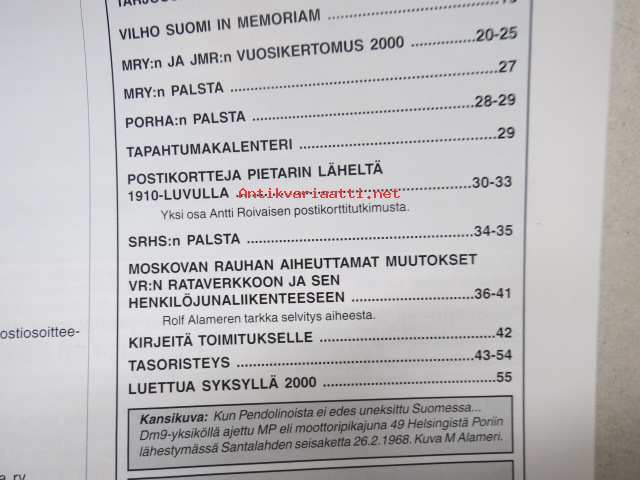 VILHO SUOMI IN MEMORIAM
MRY:n JA JMR:n VUOSIKERTOMUS 2000 ........... 20-25
MRY:n PALSTA ........... 27
PORHA:n PALSTA ........... 28-29
TAPAHTUMAKALENTERI ........... 29
POSTIKORTTEJA PIETARIN LÄHELTÄ
1910-LUVULLA ........... 30-33
Antikvariaatti.net
Yksi osa Antti Roivaisen postikorttitutkimusta.
SRHS:n PALSTA ........... 34-35
MOSKOVAN RAUHAN AIHEUTTAMAT MUUTOKSET
VR:N RATAVERKKOON JA SEN
HENKILÖJUNALIIKENTEESEEN ........... 36-41
Rolf Alameren tarkka selvitys aiheesta.
ostiosoittee-
KIRJEITÄ TOIMITUKSELLE ........... 42
TASORISTEYS ........... 43-54
LUETTUA SYKSYLLÄ 2000 ........... 55
Kansikuva: Kun Pendolinoista ei edes uneksittu Suomessa...
Dm9-yksiköllä ajettu MP eli moottoripikajuna 49 Helsingistä Poriin
lähestymässä Santalahden seisaketta 26.2.1968. Kuva M Alameri.